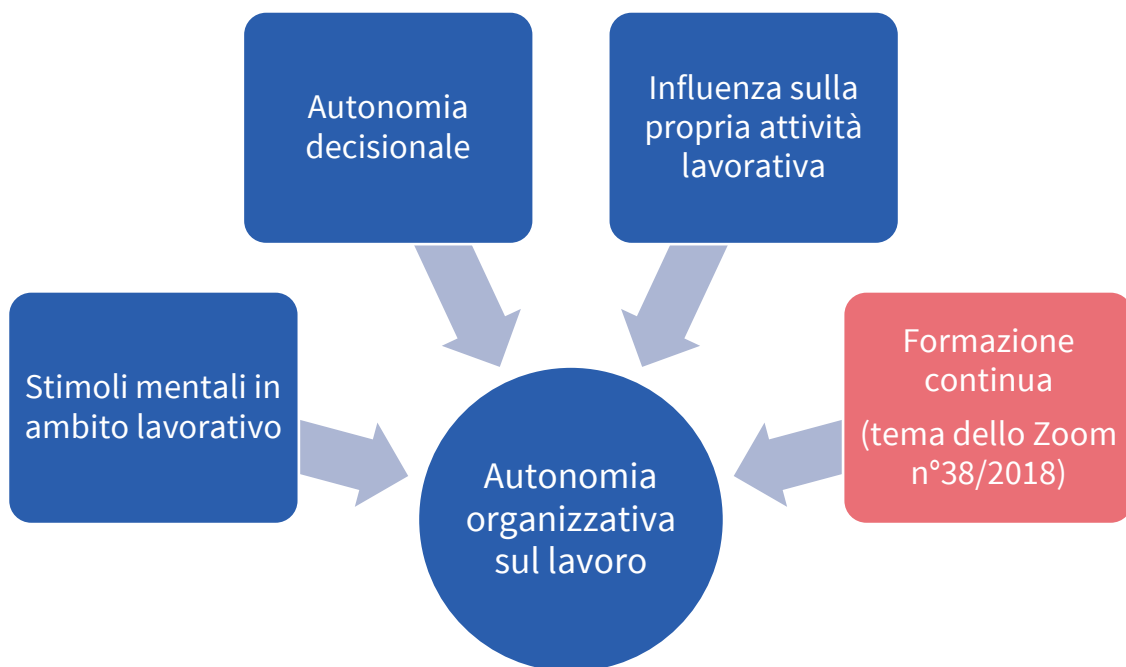 Autonomia
decisionale
Influenza sulla
propria attività
lavorativa
Stimoli mentali in
ambito lavorativo
Formazione
continua
(tema dello Zoom
n°38/2018)
Autonomia
organizzativa
sul lavoro